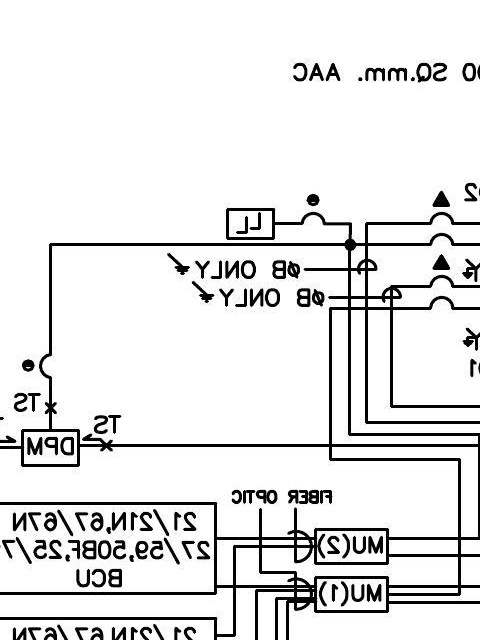 00 SQ.mm. AAC
LL
ØB ONLY
ØB ONLY
TS
TS
DPM
FIBER OPTIC
21/21N,67/67N
27/59,50BF,25/7
BCU
MU(2)
MU(1)
21/21N,67/67N